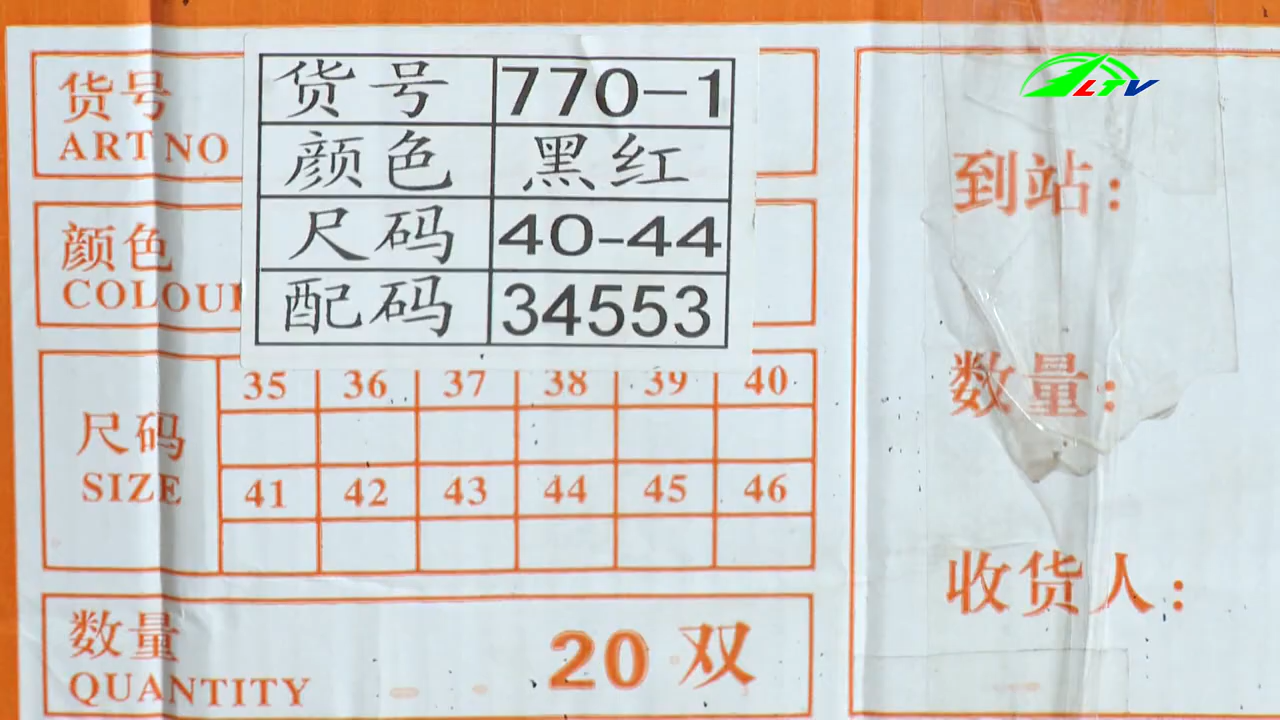 LTV
货号 770-1
颜色 黑红
尺码 40-44
配码 34553
货号
ART NO
颜色
COLOU
35 36 37 38 39 40
尺码
SIZE
41 42 43 44 45 46
数量
QUANTITY
20双
到站:
数量:
收货人: